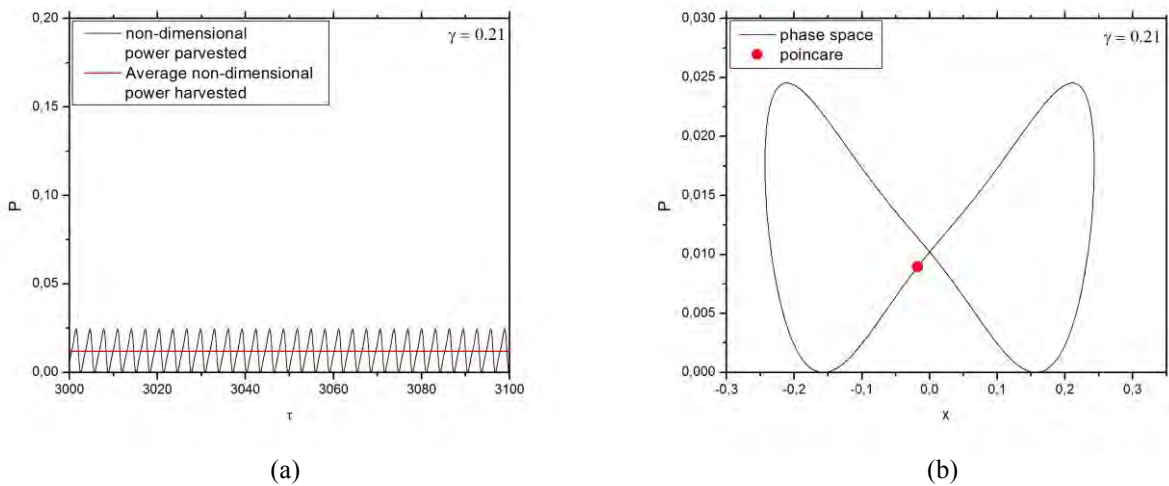 non-dimensional
power parvested
Average non-dimensional
power harvested
γ = 0.21
0,20
0,15
0,10
0,05
0,00
P
3000
3020
3040
3060
3080
3100
τ
(a)
phase space
poincare
γ = 0.21
0,030
0,025
0,020
0,015
0,010
0,005
0,000
P
-0,3
-0,2
-0,1
0,0
0,1
0,2
0,3
x
(b)